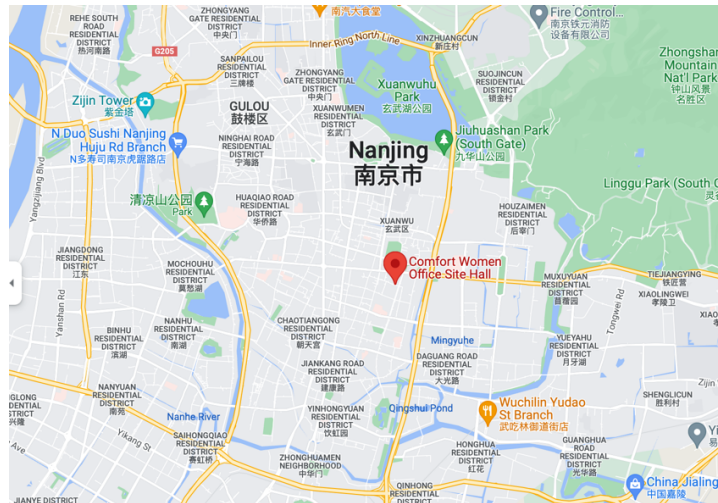 REHE SOUTH
ROAD
RESIDENTIAL
DISTRICT
热河南路
ZHONGYANG
GATE RESIDENTIAL
DISTRICT
中央门
南汽大食堂
G205
Inner Ring North Line
XINZHUANGCUN
新庄村
Fire Control...
南京铁元消防
设备有限公司
SANPAILOU
RESIDENTIAL
DISTRICT
三牌楼
ZHONGYANG
GATE RESIDENTIAL
DISTRICT
中央门
Xuanwuhu
Park
玄武湖公园
SUOJINCUN
RESIDENTIAL
DISTRICT
锁金村
Zhongshan
Mountain
Nat'l Park
钟山风景
名胜区
Zijin Tower
紫金塔
GULOU
鼓楼区
XUANWUMEN
RESIDENTIAL
DISTRICT
玄武门
N Duo Sushi Nanjing
Huju Rd Branch
N多寿司南京虎踞路店
NINGHAI ROAD
RESIDENTIAL
DISTRICT
宁海路
Jiuhuashan Park
(South Gate)
九华山公园
Nanjing
南京市
Yangzijiang Blvd
清凉山公园
Park
HUAQIAO ROAD
RESIDENTIAL
DISTRICT
华侨路
Linggu Park (South G
XUANWU
玄武区
HOUZAIMEN
RESIDENTIAL
DISTRICT
后宰门
JIANGDONG
RESIDENTIAL
DISTRICT
江东
MOCHOUHU
RESIDENTIAL
DISTRICT
莫愁湖
Comfort Women
Office Site Hall
MUXUYUAN
RESIDENTIAL
DISTRICT
苜蓿园
TIEJIANGYING
铁匠营
XIAOLINGWEI
孝陵卫
XIAO
Yanshan Rd
Tongwei Rd
BINHU
RESIDENTIAL
DISTRICT
滨湖
NANHU
RESIDENTIAL
DISTRICT
南湖
CHAOTIANGONG
RESIDENTIAL
DISTRICT
朝天宫
Mingyuhe
YUEYAHU
RESIDENTIAL
DISTRICT
月牙湖
JIANKANG ROAD
RESIDENTIAL
DISTRICT
建康路
DAGUANG ROAD
RESIDENTIAL
DISTRICT
大光路
GLONG
DENTIAL
TRICT
兴隆
NANYUAN
RESIDENTIAL
DISTRICT
南苑
Nanhe River
YINHONGYUAN
RESIDENTIAL
DISTRICT
饮虹园
Qingshui Pond
Wuchilin Yudao
St Branch
武吃林御道街店
SHENGLICUN
胜利村
Yikang St
SAIHONGQIAO
RESIDENTIAL
DISTRICT
赛虹桥
HONGHUA
RESIDENTIAL
DISTRICT
红花
GUANGHUA
ROAD
RESIDENTIAL
DISTRICT
光华路
Yi
ZHONGHUAMEN
NEIGHBORHOOD
中华门
QINHONG
RESIDENTIAL
DISTRICT
China Jialing
中国嘉陵
JIANYE DISTRICT